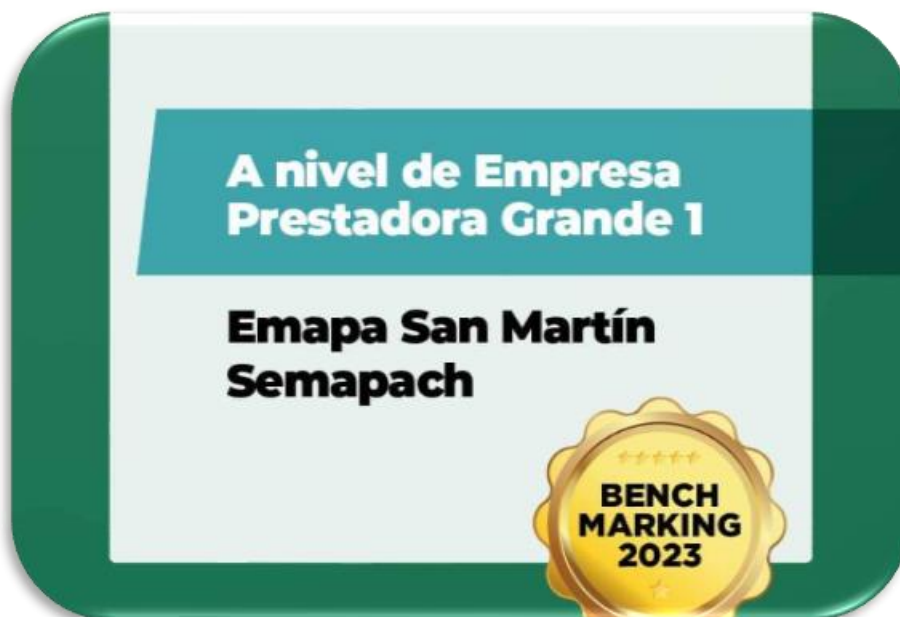 A nivel de Empresa
Prestadora Grande 1
Emapa San Martín
Semapach
BENCH
MARKING
2023